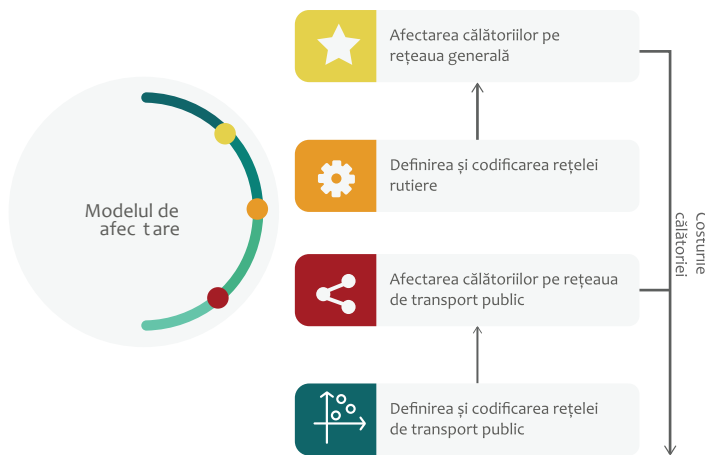 Afectarea călătoriilor pe
rețeaua generală
Definirea și codificarea rețelei
rutiere
Modelul de
afec tare
Afectarea călătoriilor pe rețeaua
de transport public
Definirea și codificarea rețelei
de transport public
Costurile
călătoriei